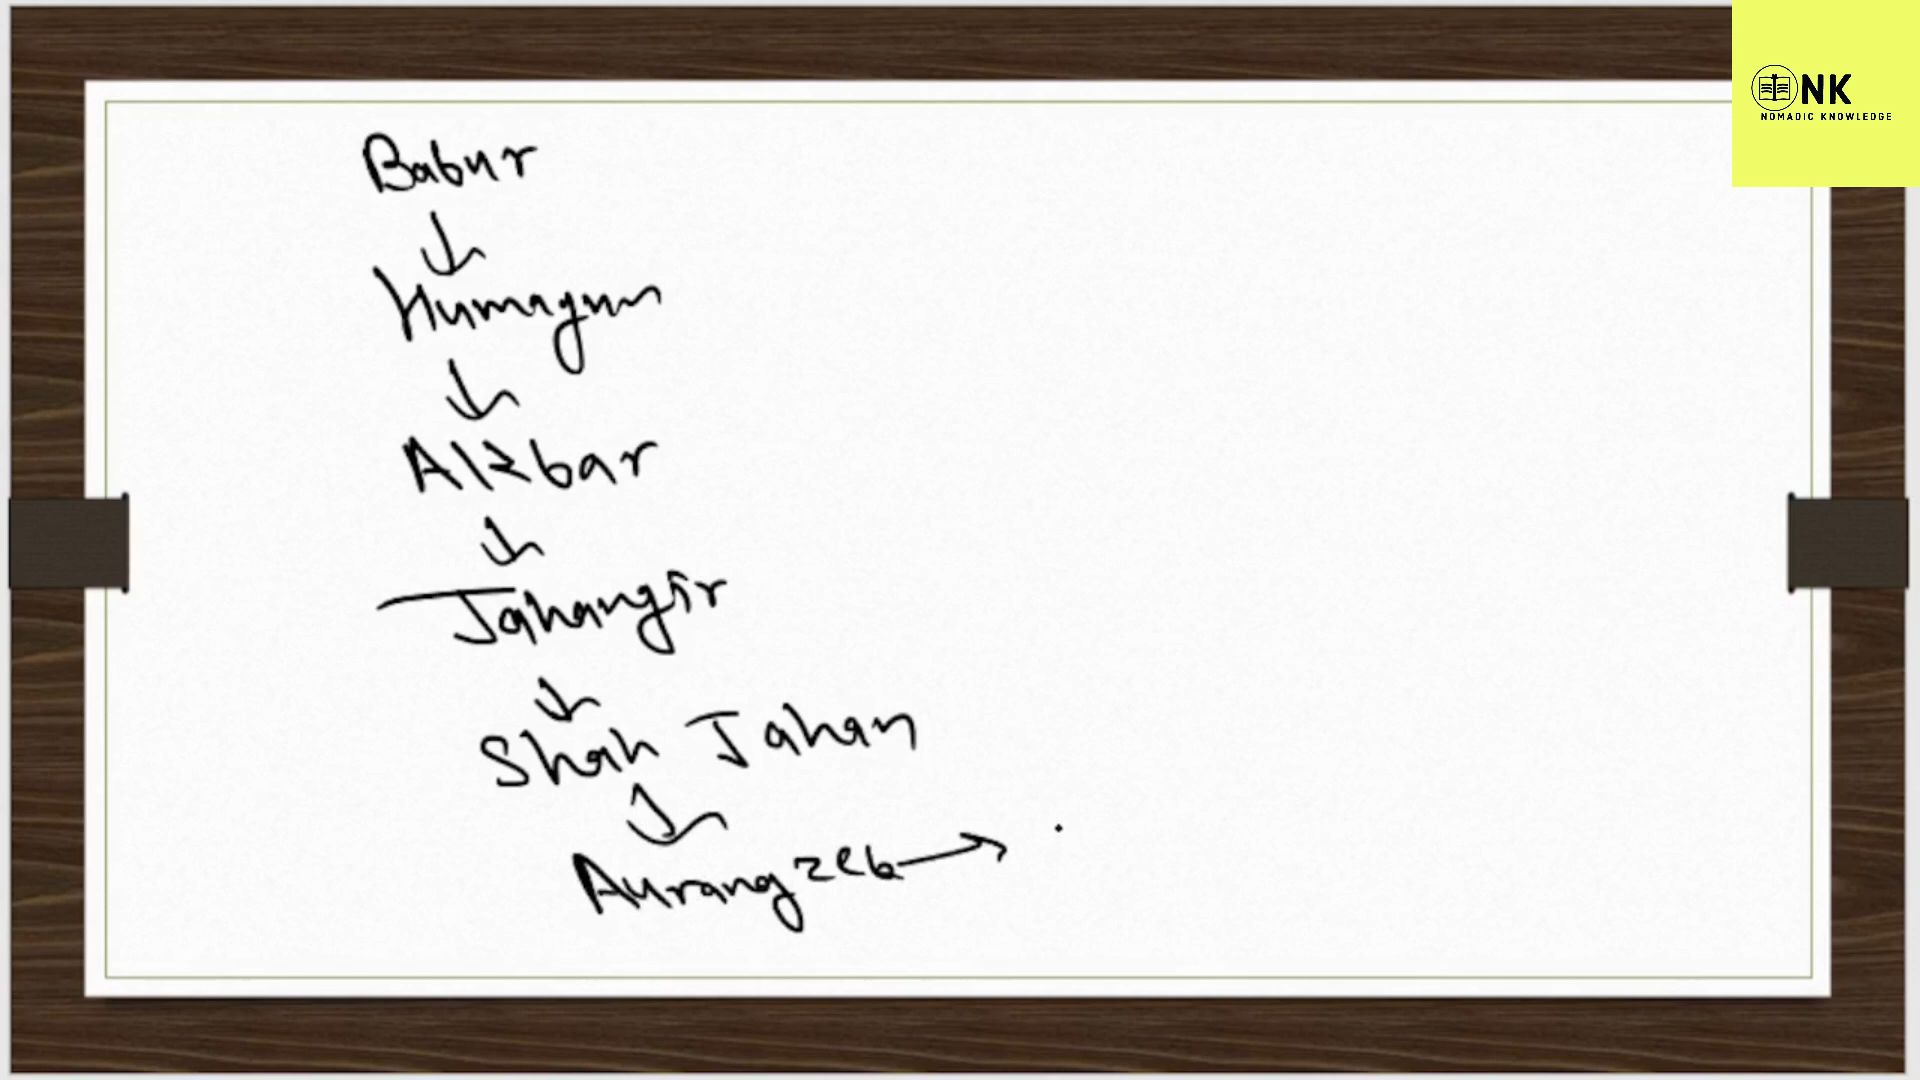 NK
NOMADIC KNOWLEDGE
Babur
↓
Humayun
↓
Akbar
↓
Jahangir
↓
Shah Jahan
↓
Aurangzeb →